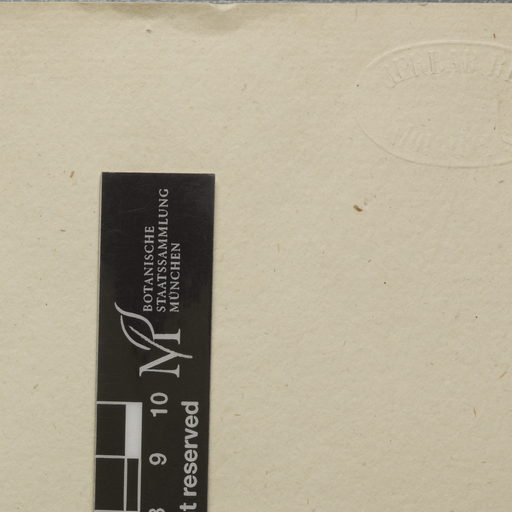 BOTANISCHE
STAATSSAMMLUNG
MÜNCHEN
M
10
9
8
t reserved